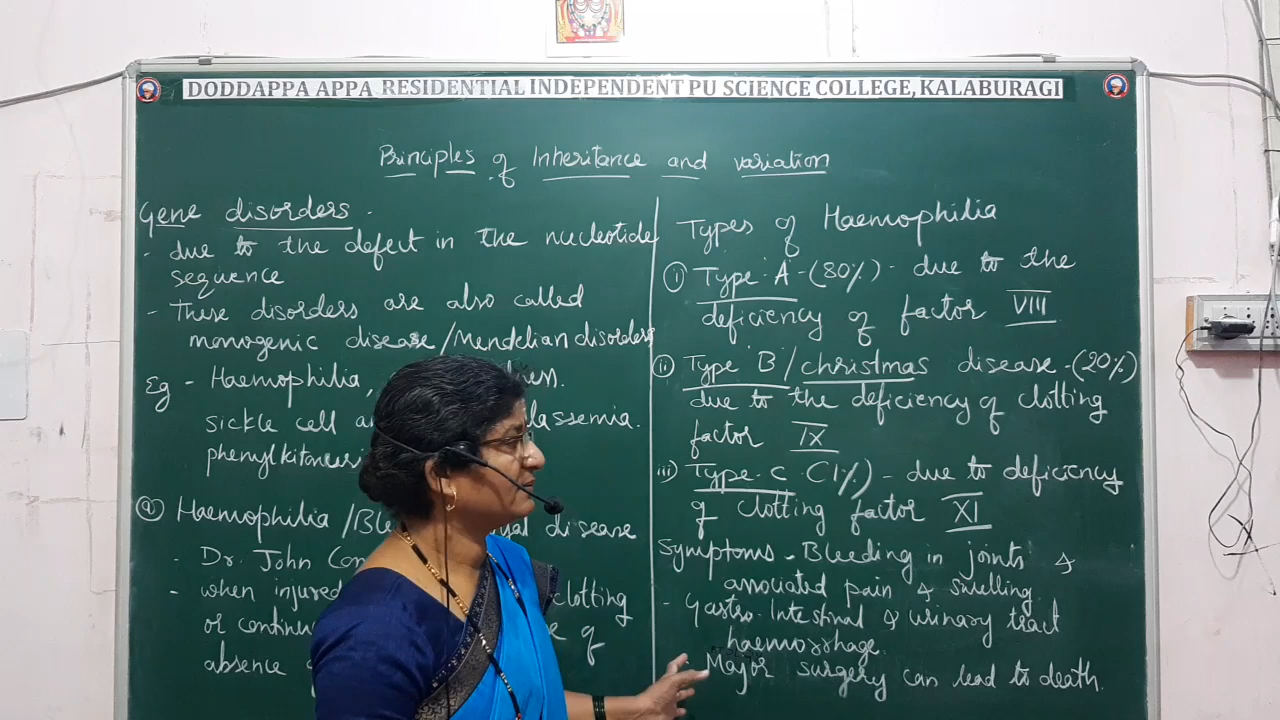 DODDAPPA APPA RESIDENTIAL INDEPENDENT PU SCIENCE COLLEGE, KALABURAGI
Principles of Inheritance and variation
Gene disorders -
- due to the defect in the nucleotide
sequence
- These disorders are also called
monogenic disease/Mendelian disorders
Eg - Haemophilia,
sickle cell
phenylkitonuri
a) Haemophilia / disease
- Dr. John
- when injured clotting
or of
absence
Types of Haemophilia
i) Type 'A' - (80%) - due to the
deficiency of factor VIII
ii) Type 'B' / christmas disease - (20%)
due to the deficiency of clotting
factor IX
iii) Type - C (1%) - due to deficiency
of clotting factor XI
Symptoms - Bleeding in joints &
associated pain & swelling
- Gastro-Intestinal & urinary tract
haemorrhage.
- Major surgery can lead to death.